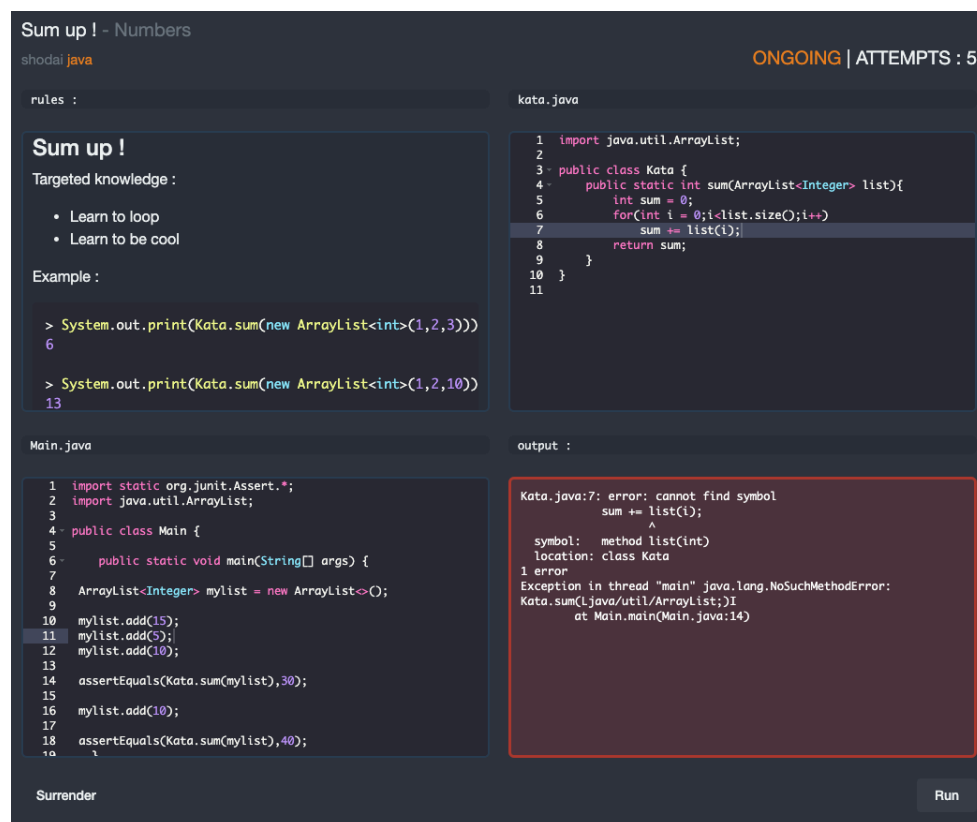 Sum up ! - Numbers
shodai java
ONGOING | ATTEMPTS : 5
rules :
Sum up !
Targeted knowledge :
• Learn to loop
• Learn to be cool
Example :
> System.out.print(Kata.sum(new ArrayList<int>(1,2,3)))
6
> System.out.print(Kata.sum(new ArrayList<int>(1,2,10))
13
kata.java
1 import java.util.ArrayList;
2
3 public class Kata {
4 public static int sum(ArrayList<Integer> list){
5 int sum = 0;
6 for(int i = 0;i<list.size();i++)
7 sum += list(i);
8 return sum;
9 }
10 }
11
Main.java
1 import static org.junit.Assert.*;
2 import java.util.ArrayList;
3
4 public class Main {
5
6 public static void main(String[] args) {
7
8 ArrayList<Integer> mylist = new ArrayList<>();
9
10 mylist.add(15);
11 mylist.add(5);
12 mylist.add(10);
13
14 assertEquals(Kata.sum(mylist),30);
15
16 mylist.add(10);
17
18 assertEquals(Kata.sum(mylist),40);
19 }
output :
Kata.java:7: error: cannot find symbol
sum += list(i);
^
symbol: method list(int)
location: class Kata
1 error
Exception in thread "main" java.lang.NoSuchMethodError:
Kata.sum(Ljava/util/ArrayList;)I
at Main.main(Main.java:14)
Surrender
Run